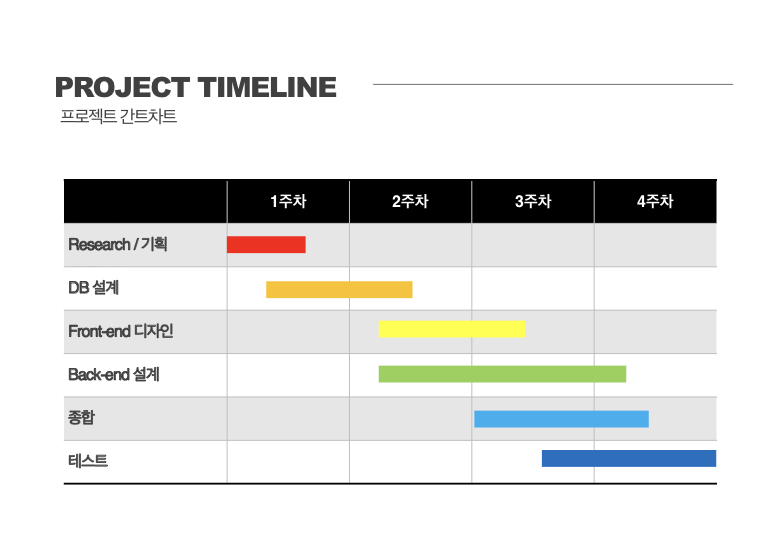 PROJECT TIMELINE
프로젝트 간트차트
1주차 2주차 3주차 4주차
Research / 기획
DB 설계
Front-end 디자인
Back-end 설계
종합
테스트